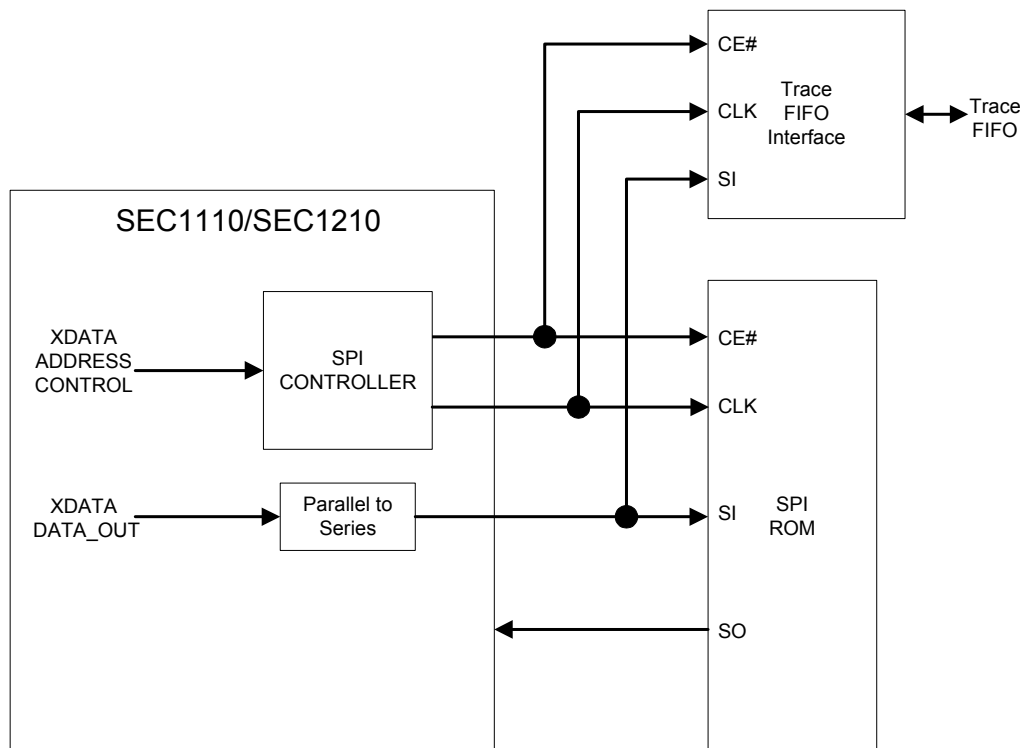 CE#
Trace
FIFO
Interface
CLK
SI
Trace
FIFO
SEC1110/SEC1210
XDATA
ADDRESS
CONTROL
SPI
CONTROLLER
CE#
CLK
XDATA
DATA_OUT
Parallel to
Series
SI
SPI
ROM
SO